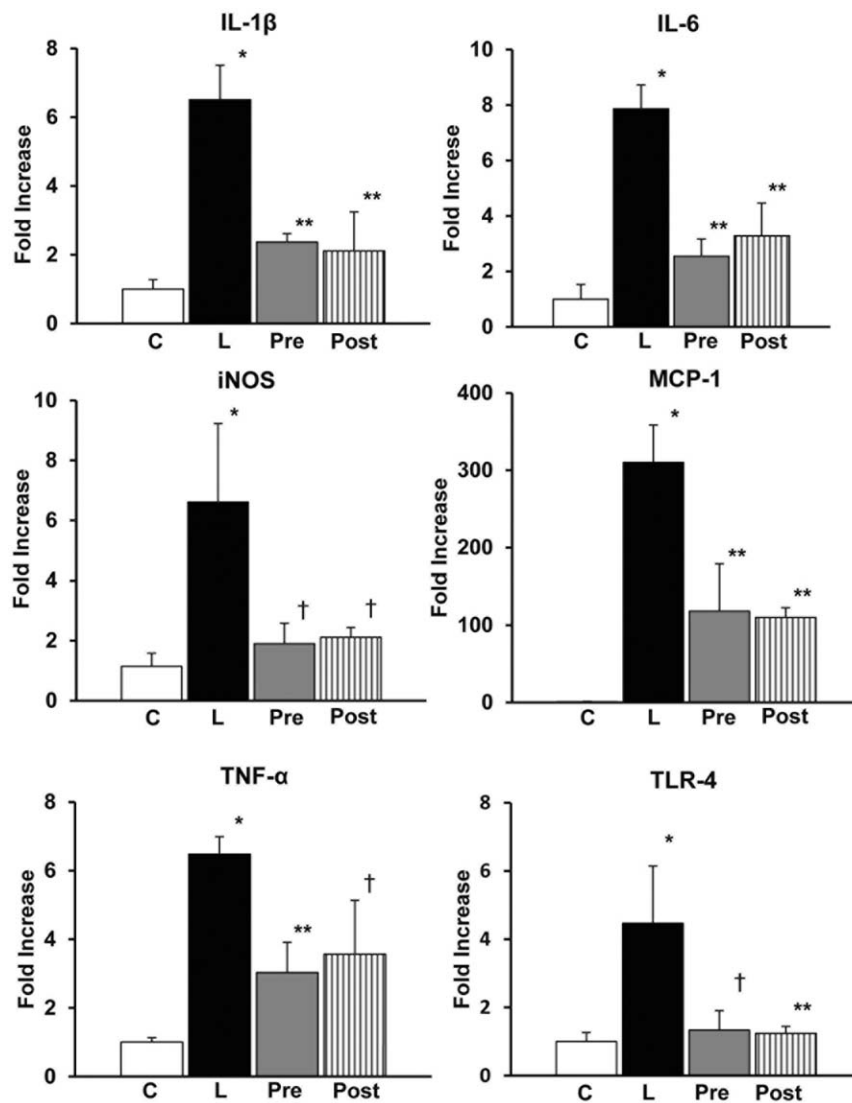 IL-1β
8
6
4
2
0
Fold Increase
*
**
**
C L Pre Post
IL-6
10
8
6
4
2
0
Fold Increse
*
**
**
C L Pre Post
iNOS
10
8
6
4
2
0
Fold Increase
*
†
†
C L Pre Post
MCP-1
400
300
200
100
0
Fold Increase
*
**
**
C L Pre Post
TNF-α
8
6
4
2
0
Fold Increase
*
**
†
C L Pre Post
TLR-4
8
6
4
2
0
Fold Increase
*
†
**
C L Pre Post